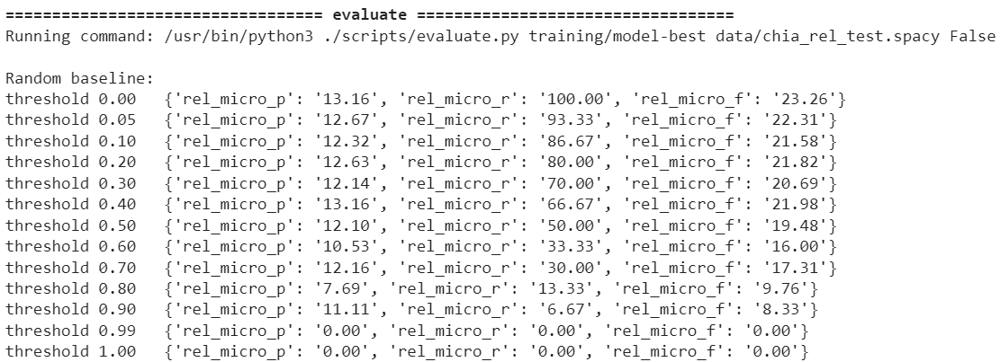 ================================== evaluate ==================================
Running command: /usr/bin/python3 ./scripts/evaluate.py training/model-best data/chia_rel_test.spacy False
Random baseline:
threshold 0.00   {'rel_micro_p': '13.16', 'rel_micro_r': '100.00', 'rel_micro_f': '23.26'}
threshold 0.05   {'rel_micro_p': '12.67', 'rel_micro_r': '93.33', 'rel_micro_f': '22.31'}
threshold 0.10   {'rel_micro_p': '12.32', 'rel_micro_r': '86.67', 'rel_micro_f': '21.58'}
threshold 0.20   {'rel_micro_p': '12.63', 'rel_micro_r': '80.00', 'rel_micro_f': '21.82'}
threshold 0.30   {'rel_micro_p': '12.14', 'rel_micro_r': '70.00', 'rel_micro_f': '20.69'}
threshold 0.40   {'rel_micro_p': '13.16', 'rel_micro_r': '66.67', 'rel_micro_f': '21.98'}
threshold 0.50   {'rel_micro_p': '12.10', 'rel_micro_r': '50.00', 'rel_micro_f': '19.48'}
threshold 0.60   {'rel_micro_p': '10.53', 'rel_micro_r': '33.33', 'rel_micro_f': '16.00'}
threshold 0.70   {'rel_micro_p': '12.16', 'rel_micro_r': '30.00', 'rel_micro_f': '17.31'}
threshold 0.80   {'rel_micro_p': '7.69', 'rel_micro_r': '13.33', 'rel_micro_f': '9.76'}
threshold 0.90   {'rel_micro_p': '11.11', 'rel_micro_r': '6.67', 'rel_micro_f': '8.33'}
threshold 0.99   {'rel_micro_p': '0.00', 'rel_micro_r': '0.00', 'rel_micro_f': '0.00'}
threshold 1.00   {'rel_micro_p': '0.00', 'rel_micro_r': '0.00', 'rel_micro_f': '0.00'}